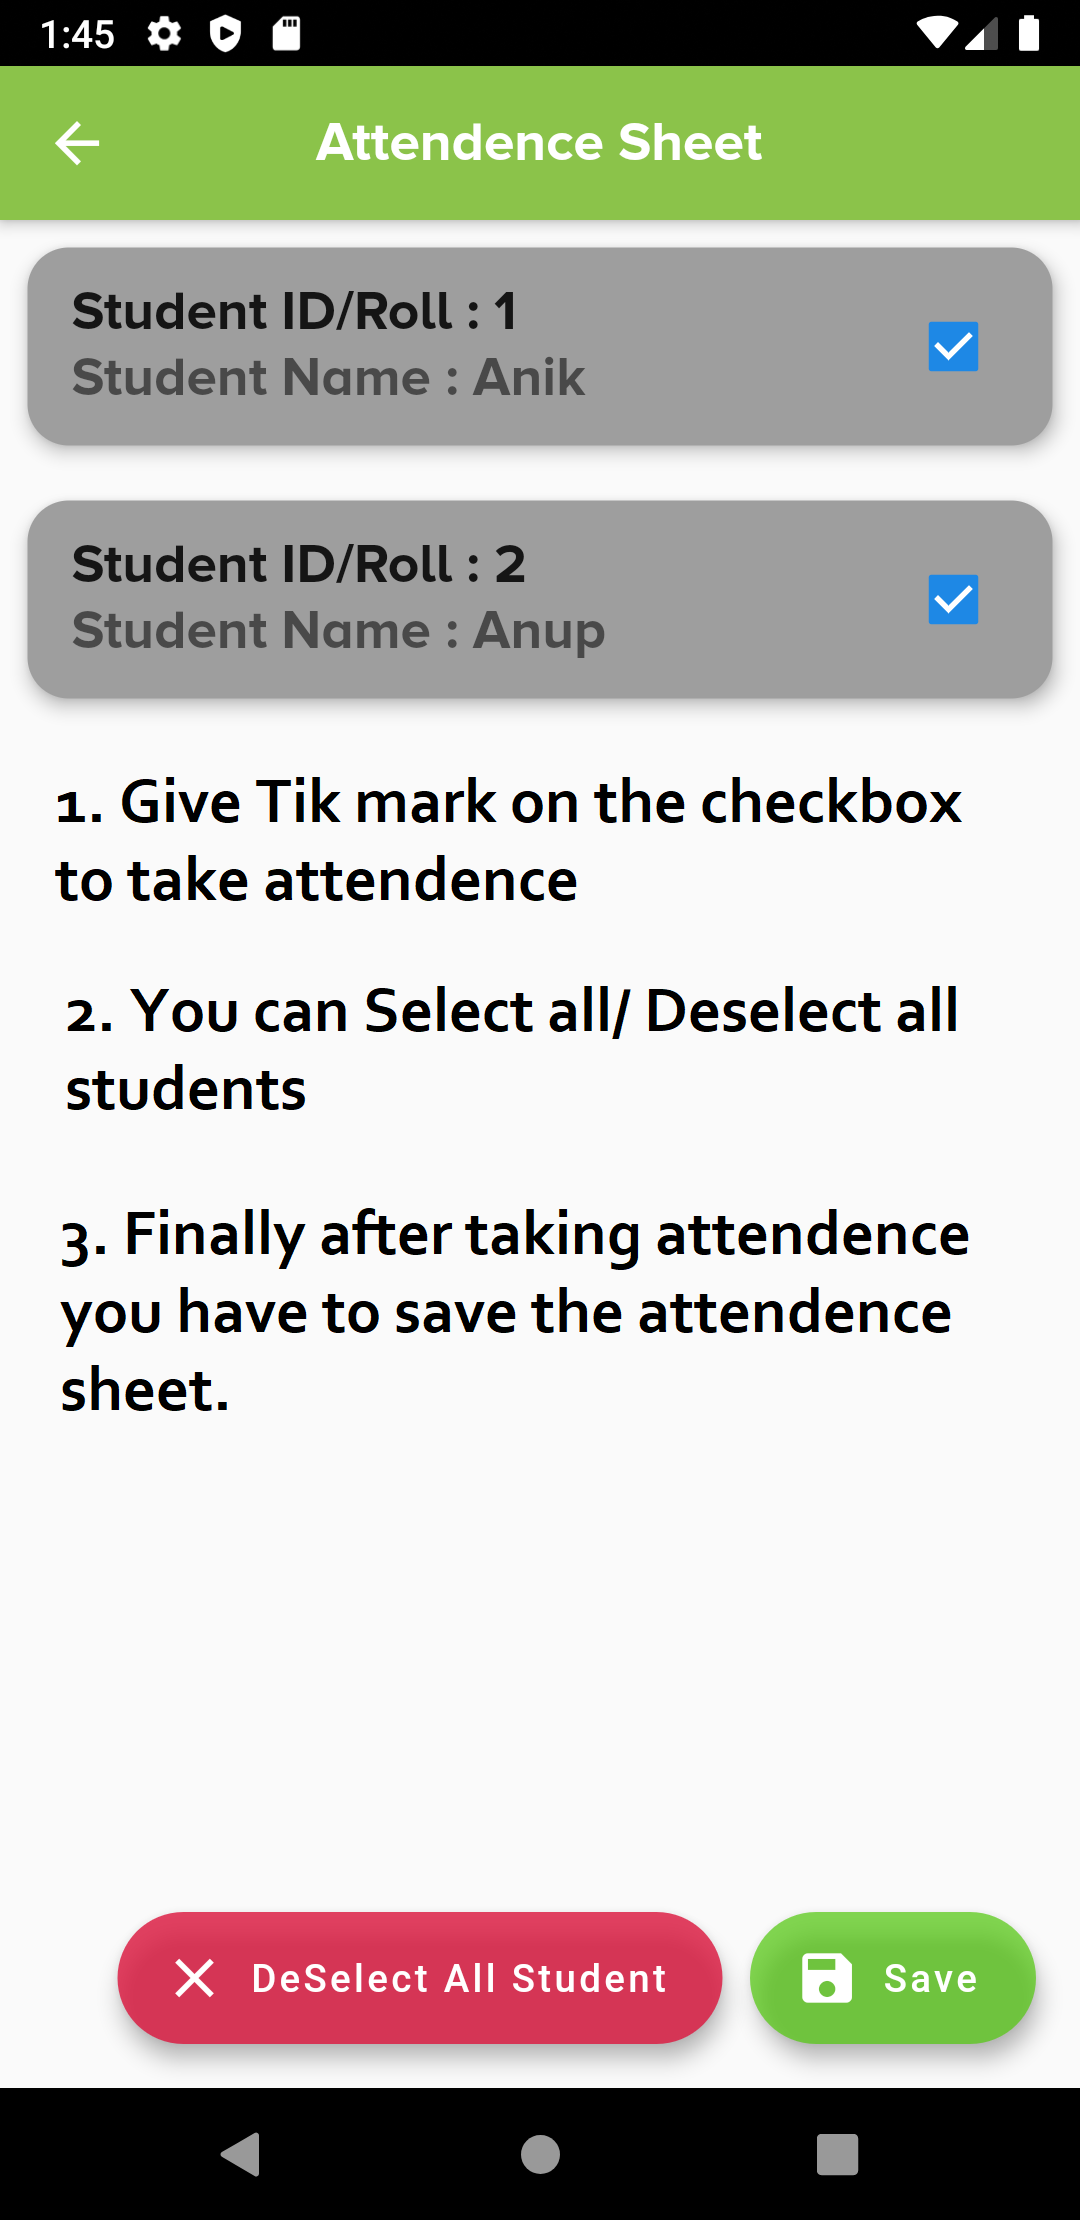 1:45
Attendence Sheet
Student ID/Roll : 1
Student Name : Anik
Student ID/Roll : 2
Student Name : Anup
1. Give Tik mark on the checkbox
to take attendence
2. You can Select all/ Deselect all
students
3. Finally after taking attendence
you have to save the attendence
sheet.
DeSelect All Student
Save